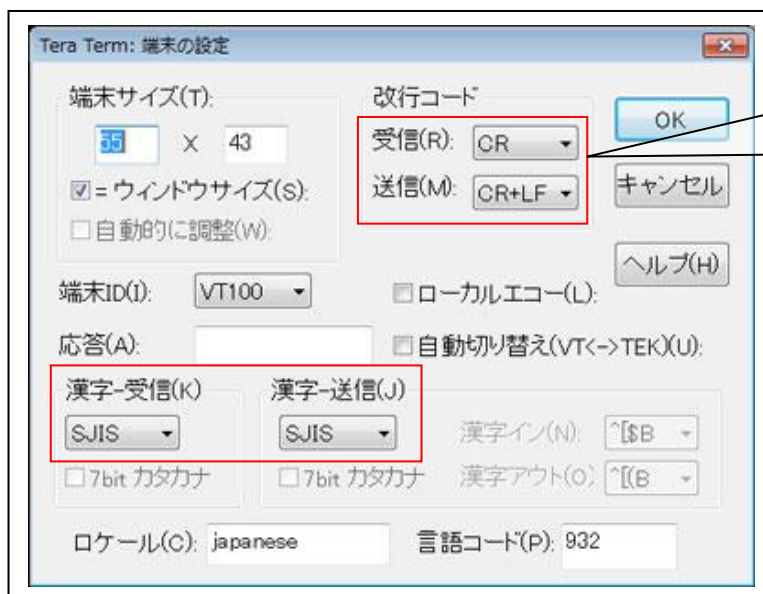 Tera Term: 端末の設定
端末サイズ(T):
55 X 43
= ウィンドウサイズ(S):
自動的に調整(W):
改行コード
受信(R): CR
送信(M): CR+LF
OK
キャンセル
ヘルプ(H)
端末ID(I): VT100
ローカルエコー(L):
応答(A):
自動切り替え(VT<->TEK)(U):
漢字-受信(K)
SJIS
7bit カタカナ
漢字-送信(J)
SJIS
7bit カタカナ
漢字イン(N): ^[$B
漢字アウト(O) ^[(B
ロケール(C): japanese
言語コード(P): 932